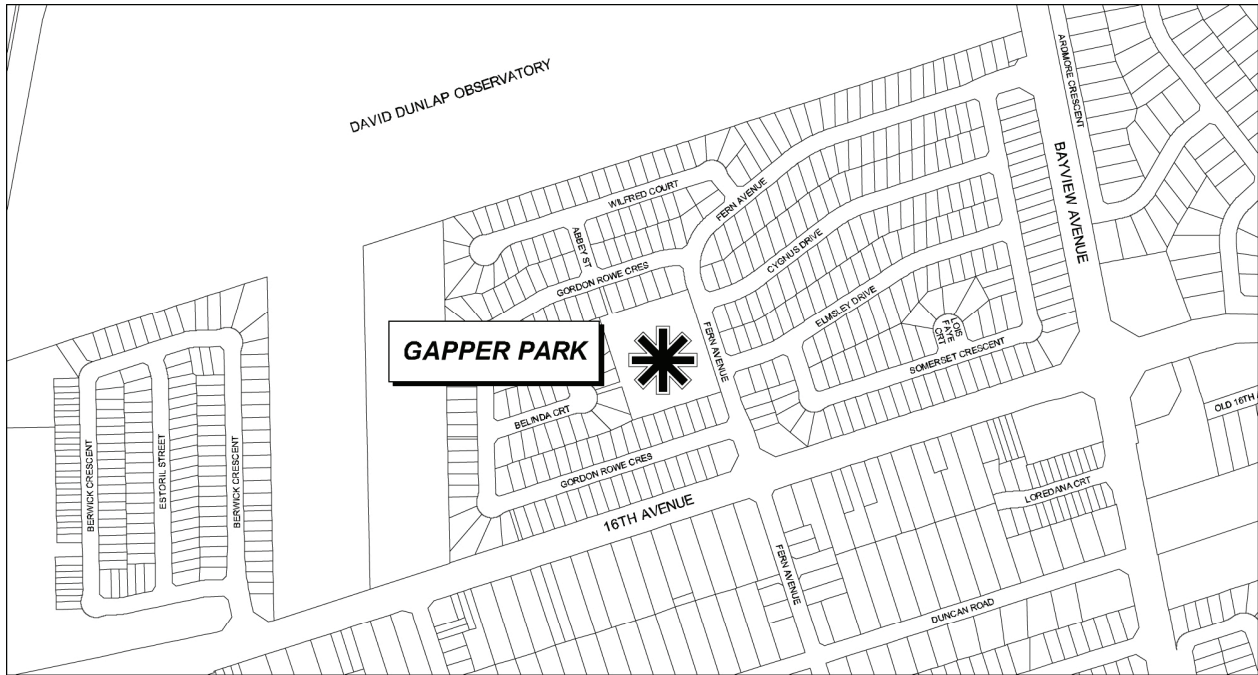 DAVID DUNLAP OBSERVATORY
ARDMORE CRESCENT
BAYVIEW AVENUE
WILFRED COURT
FERN AVENUE
ABBEY ST
CYGNUS DRIVE
GORDON ROWE CRES
ELMSLEY DRIVE
LOIS
FAYE
CRT
FERN AVENUE
GAPPER PARK
SOMERSET CRESCENT
OLD 16TH A
BELINDA CRT
BERWICK CRESCENT
ESTORIL STREET
BERWICK CRESCENT
GORDON ROWE CRES
16TH AVENUE
LOREDANA CRT
FERN AVENUE
DUNCAN ROAD